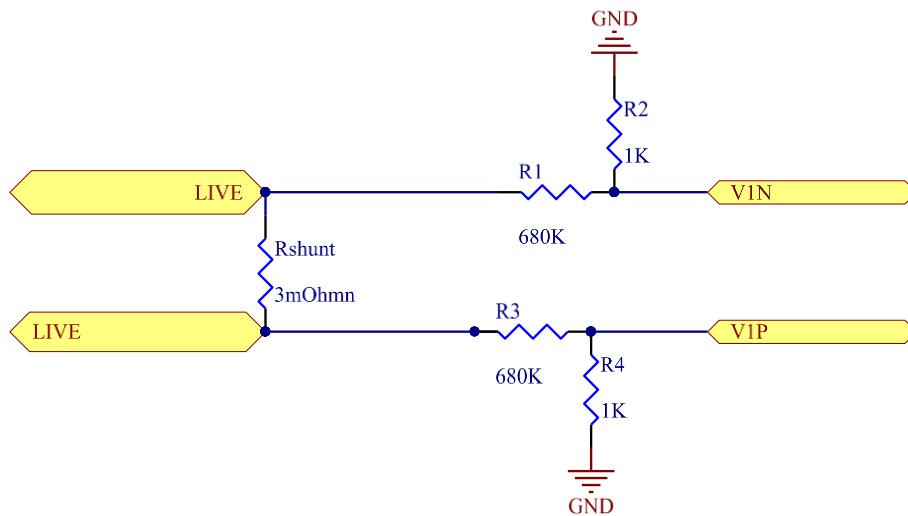 GND
R2
1K
LIVE
R1
V1N
680K
Rshunt
3mOhmn
LIVE
R3
V1P
680K
R4
1K
GND